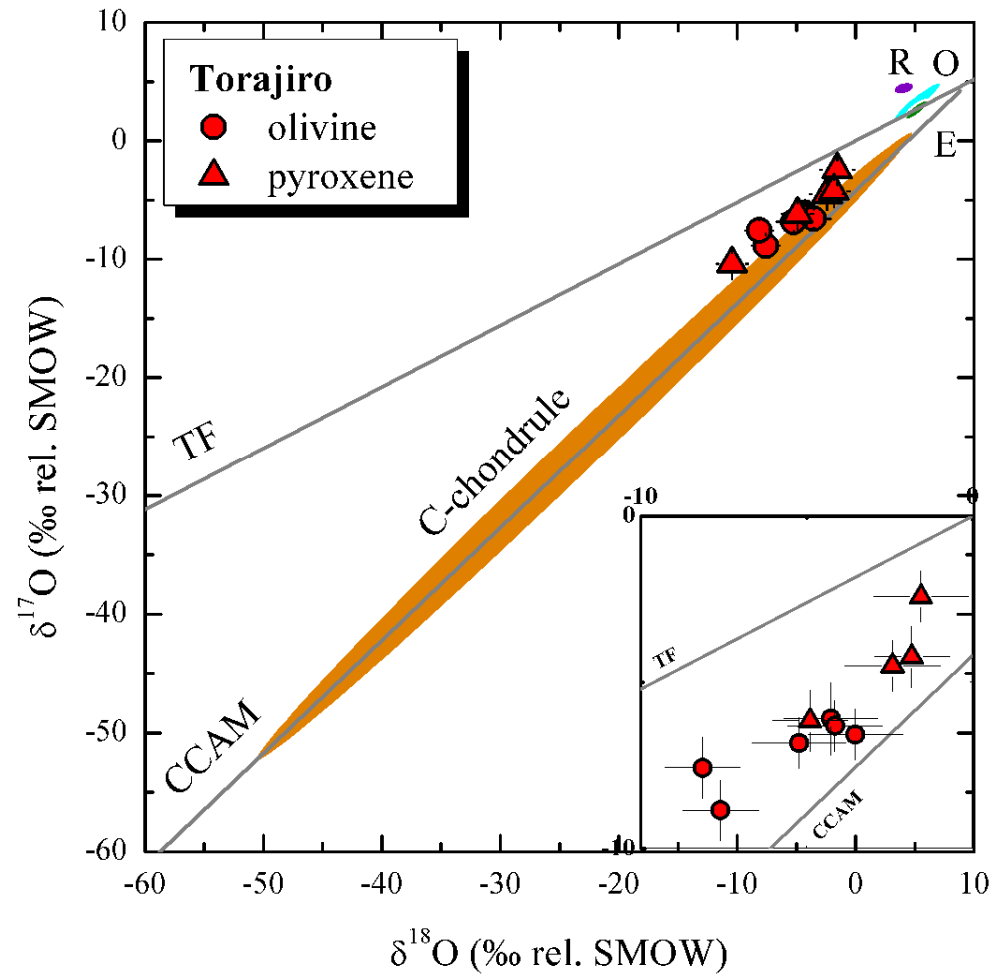 10
0
-10
-20
-30
-40
-50
-60
δ¹⁷O (‰ rel. SMOW)
Torajiro
olivine
pyroxene
R
O
E
TF
C-chondrule
CCAM
-10
0
0
TF
CCAM
-10
-60
-50
-40
-30
-20
-10
0
10
δ¹⁸O (‰ rel. SMOW)